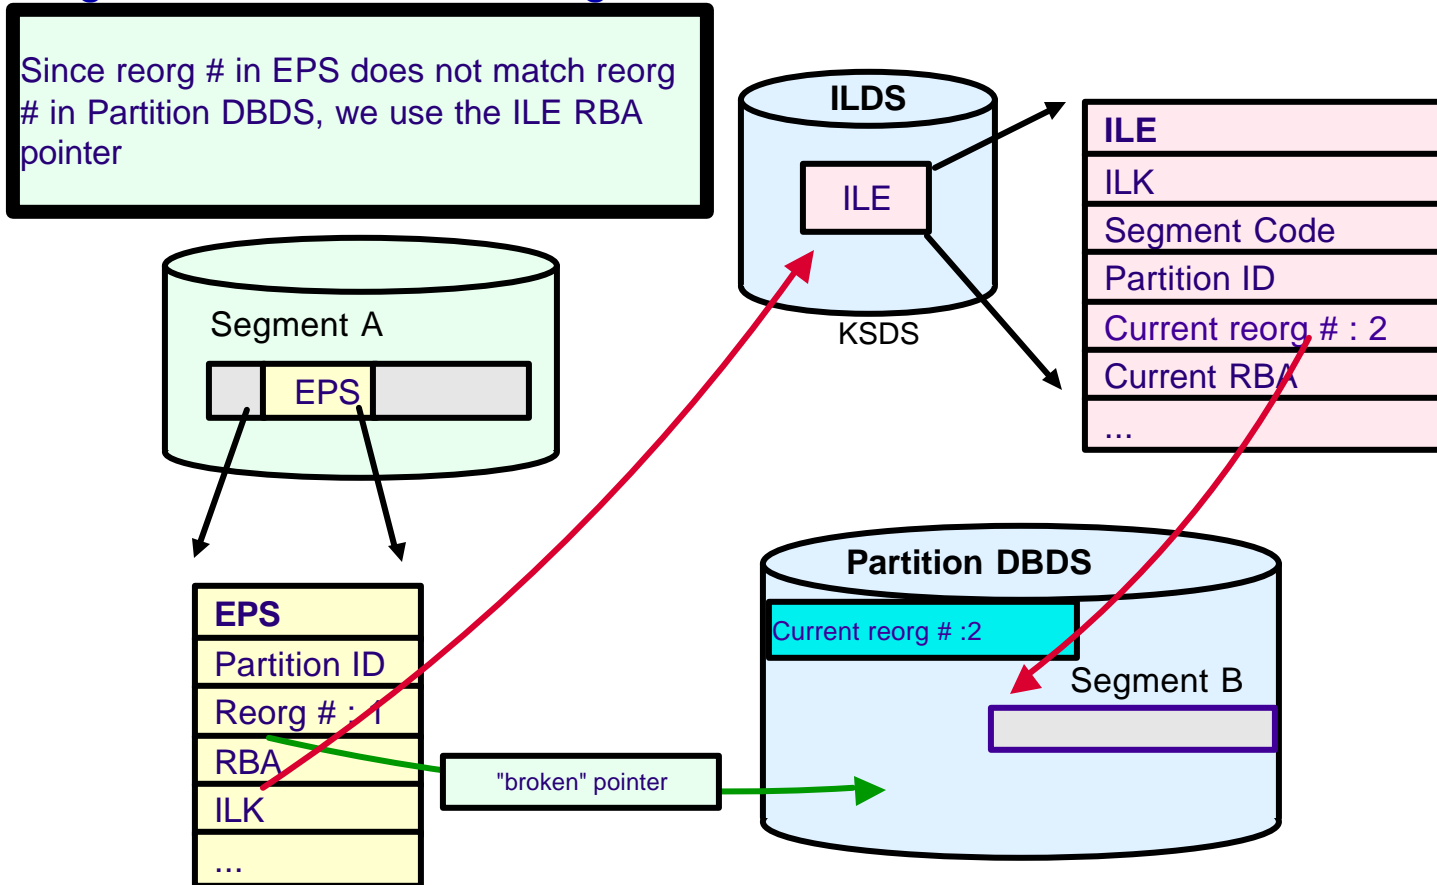 Since reorg # in EPS does not match reorg
# in Partition DBDS, we use the ILE RBA
pointer
ILDS
ILE
KSDS
ILE
ILK
Segment Code
Partition ID
Current reorg # : 2
Current RBA
...
Segment A
EPS
EPS
Partition ID
Reorg # : 1
RBA
ILK
...
"broken" pointer
Partition DBDS
Current reorg # :2
Segment B